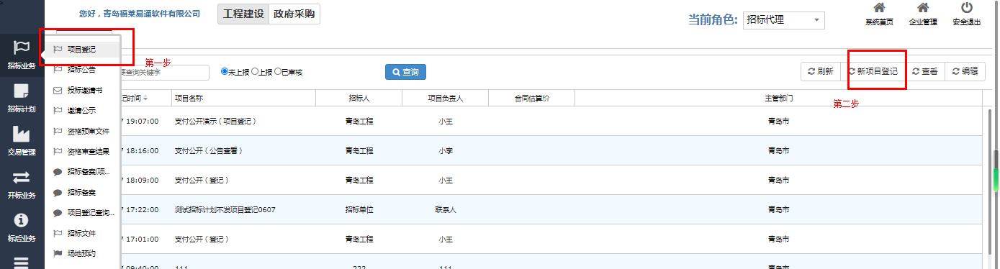 您好，青岛福莱易通软件有限公司
工程建设 政府采购
当前角色: 招标代理
系统首页 企业管理 安全退出
招标业务
招标计划
交易管理
开标业务
标后业务
项目登记
招标公告
投标邀请书
邀请公示
资格预审文件
资格审查结果
招标备案(项...
招标备案
项目登记查询...
招标文件
场地预约
第一步
要查询关键字 未上报 上报 已审核 查询
刷新 新项目登记 查看 编辑
第二步
记时间 项目名称 招标人 项目负责人 合同估算价 主管部门
7 19:07:00 支付公开演示（项目登记） 青岛工程 小王 青岛市
7 18:16:00 支付公开（公告查看） 青岛工程 小李 青岛市
7 18:09:00 支付公开（登记） 青岛工程 小王 青岛市
7 17:22:00 测试招标计划不发项目登记0607 招标单位 联系人 青岛市
7 17:01:00 支付公开（登记） 青岛工程 小王 青岛市
7 09:40:00 111 222 111 青岛市